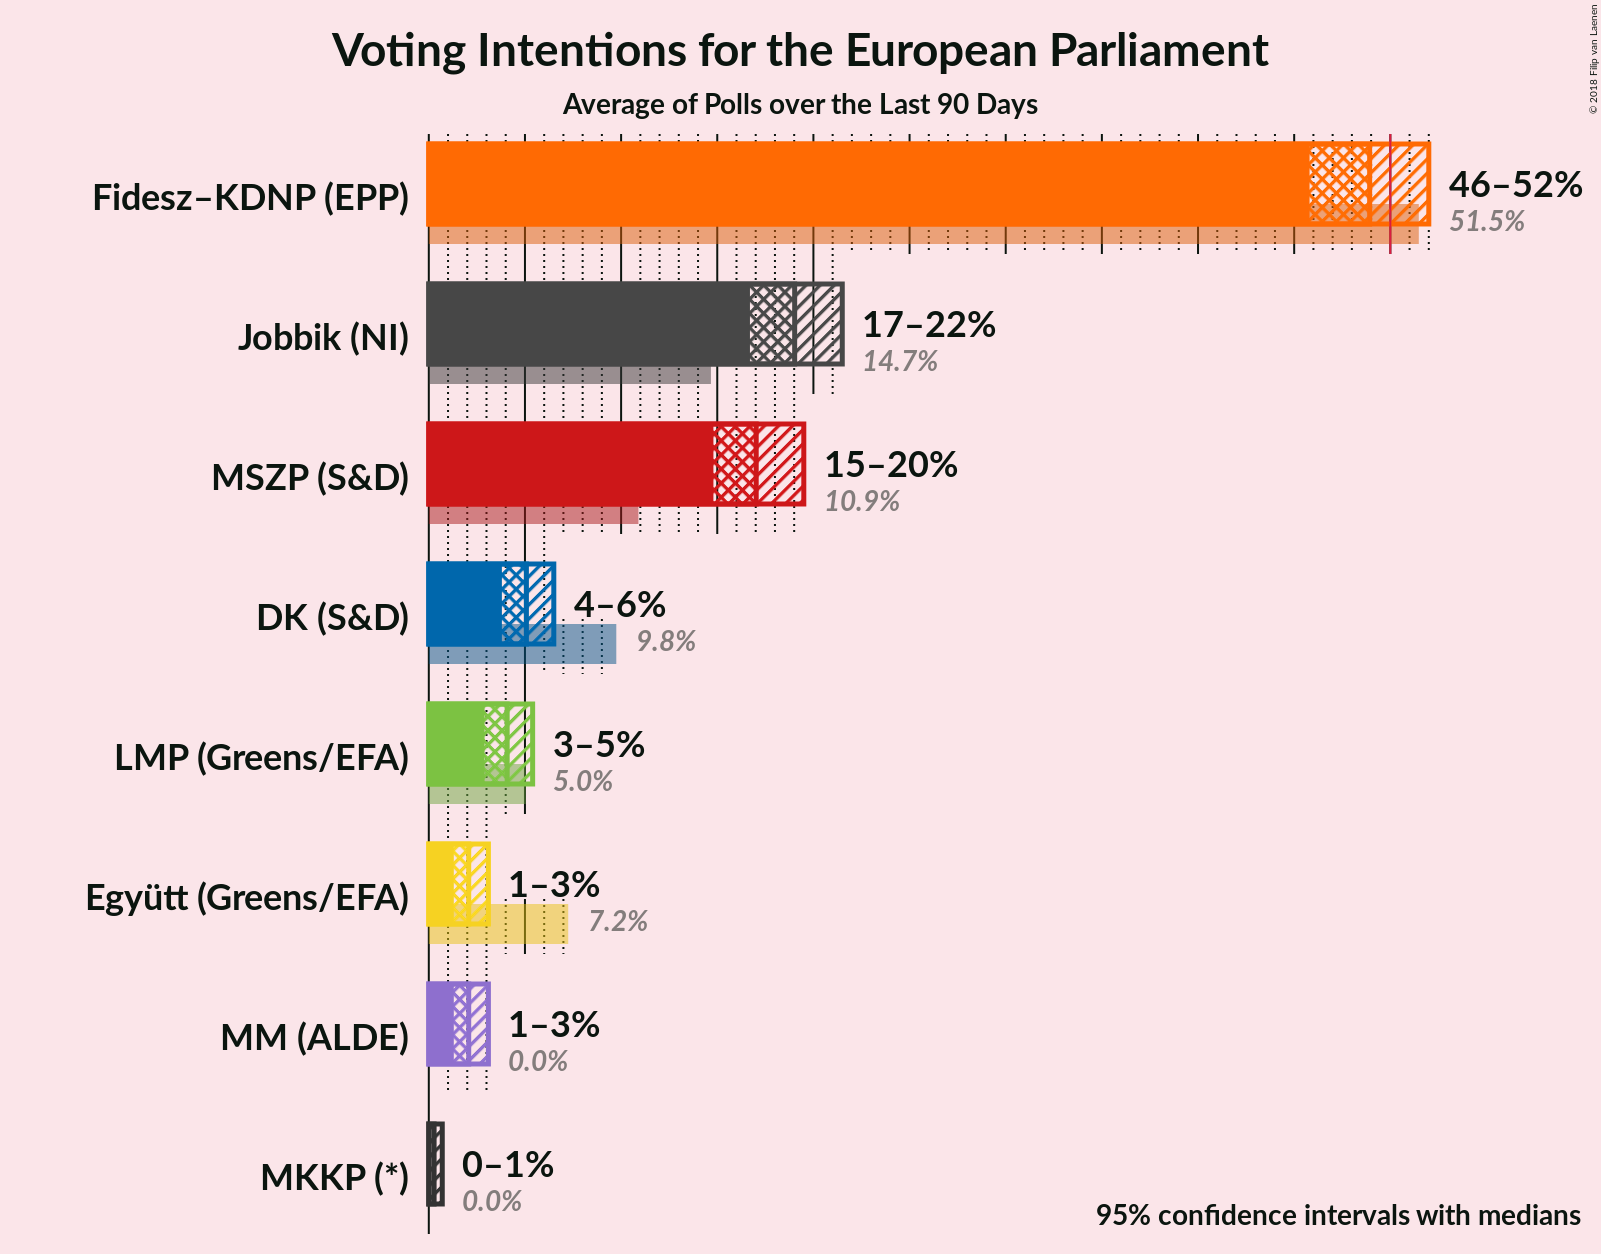 Voting Intentions for the European Parliament
Average of Polls over the Last 90 Days
© 2018 Filip van Laenen
Fidesz–KDNP (EPP)
46–52%
51.5%
Jobbik (NI)
17–22%
14.7%
MSZP (S&D)
15–20%
10.9%
DK (S&D)
4–6%
9.8%
LMP (Greens/EFA)
3–5%
5.0%
Együtt (Greens/EFA)
1–3%
7.2%
MM (ALDE)
1–3%
0.0%
MKKP (*)
0–1%
0.0%
95% confidence intervals with medians